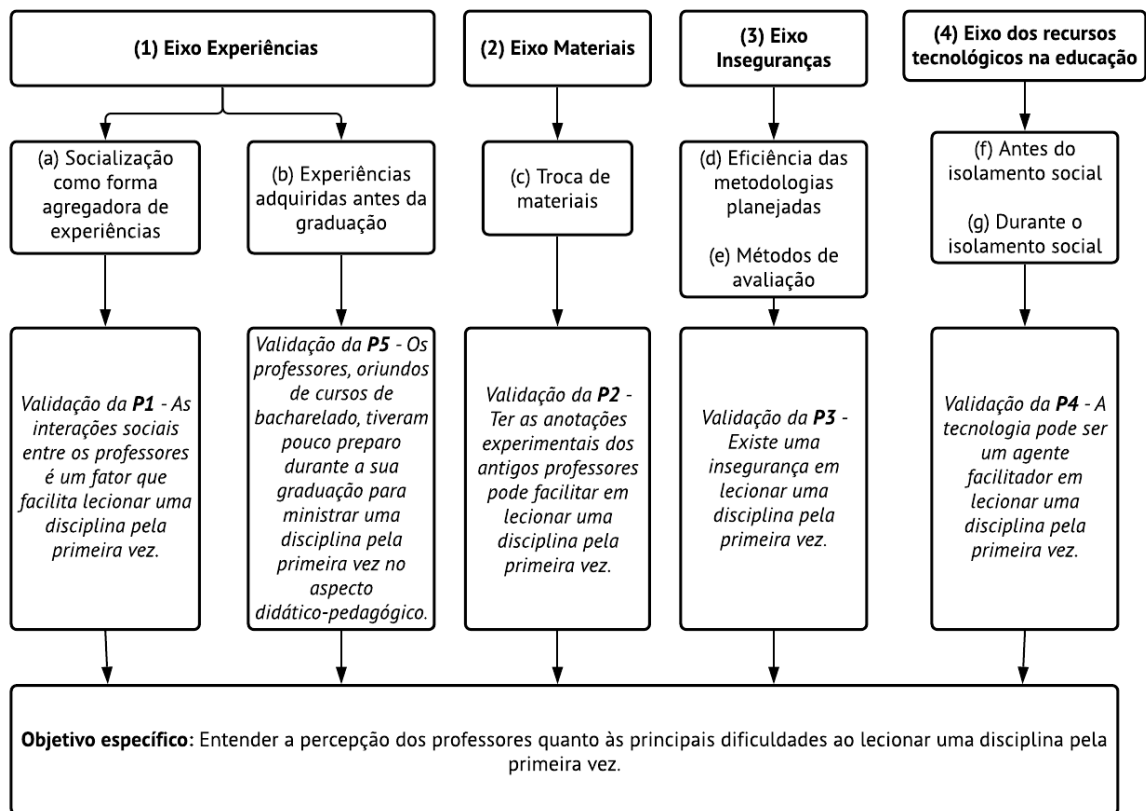 (1) Eixo Experiências
(2) Eixo Materiais
(3) Eixo
Inseguranças
(4) Eixo dos recursos
tecnológicos na educação
(a) Socialização
como forma
agregadora de
experiências
(b) Experiências
adquiridas antes da
graduação
(c) Troca de
materiais
(d) Eficiência das
metodologias
planejadas
(e) Métodos de
avaliação
(f) Antes do
isolamento social
(g) Durante o
isolamento social
Validação da P1 - As
interações sociais
entre os professores
é um fator que
facilita lecionar uma
disciplina pela
primeira vez.
Validação da P5 - Os
professores, oriundos
de cursos de
bacharelado, tiveram
pouco preparo
durante a sua
graduação para
ministrar uma
disciplina pela
primeira vez no
aspecto
didático-pedagógico.
Validação da P2 -
Ter as anotações
experimentais dos
antigos professores
pode facilitar em
lecionar uma
disciplina pela
primeira vez.
Validação da P3 -
Existe uma
insegurança em
lecionar uma
disciplina pela
primeira vez.
Validação da P4 - A
tecnologia pode ser
um agente
facilitador em
lecionar uma
disciplina pela
primeira vez.
Objetivo específico: Entender a percepção dos professores quanto às principais dificuldades ao lecionar uma disciplina pela
primeira vez.